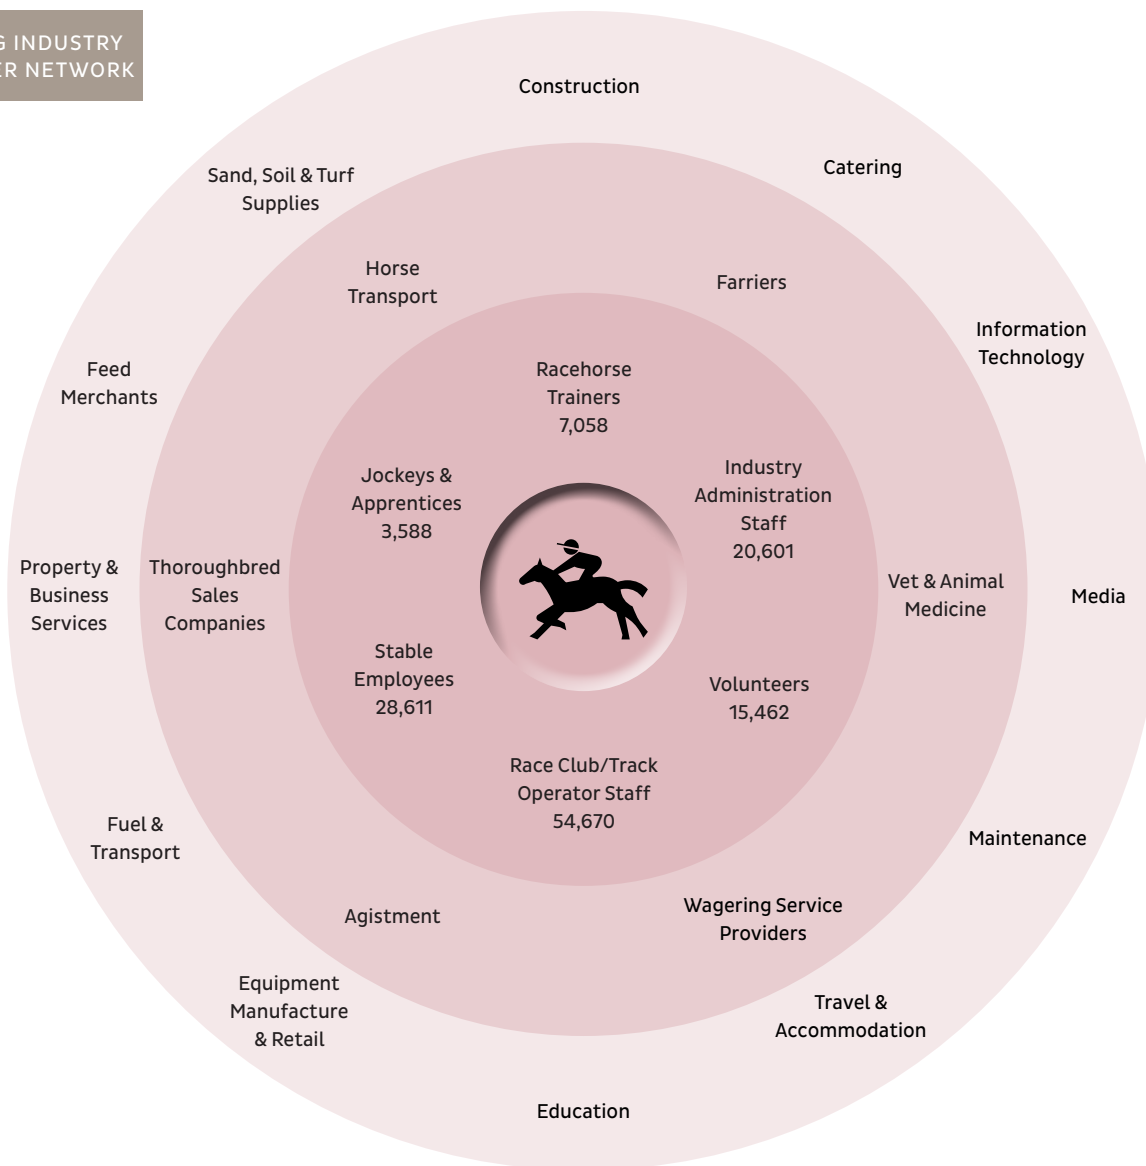 INDUSTRY
NETWORK
Construction
Catering
Sand, Soil & Turf
Supplies
Horse
Transport
Farriers
Information
Technology
Feed
Merchants
Racehorse
Trainers
7,058
Jockeys &
Apprentices
3,588
Industry
Administration
Staff
20,601
Property &
Business
Services
Thoroughbred
Sales
Companies
Vet & Animal
Medicine
Media
Stable
Employees
28,611
Volunteers
15,462
Race Club/Track
Operator Staff
54,670
Fuel &
Transport
Maintenance
Agistment
Wagering Service
Providers
Equipment
Manufacture
& Retail
Travel &
Accommodation
Education